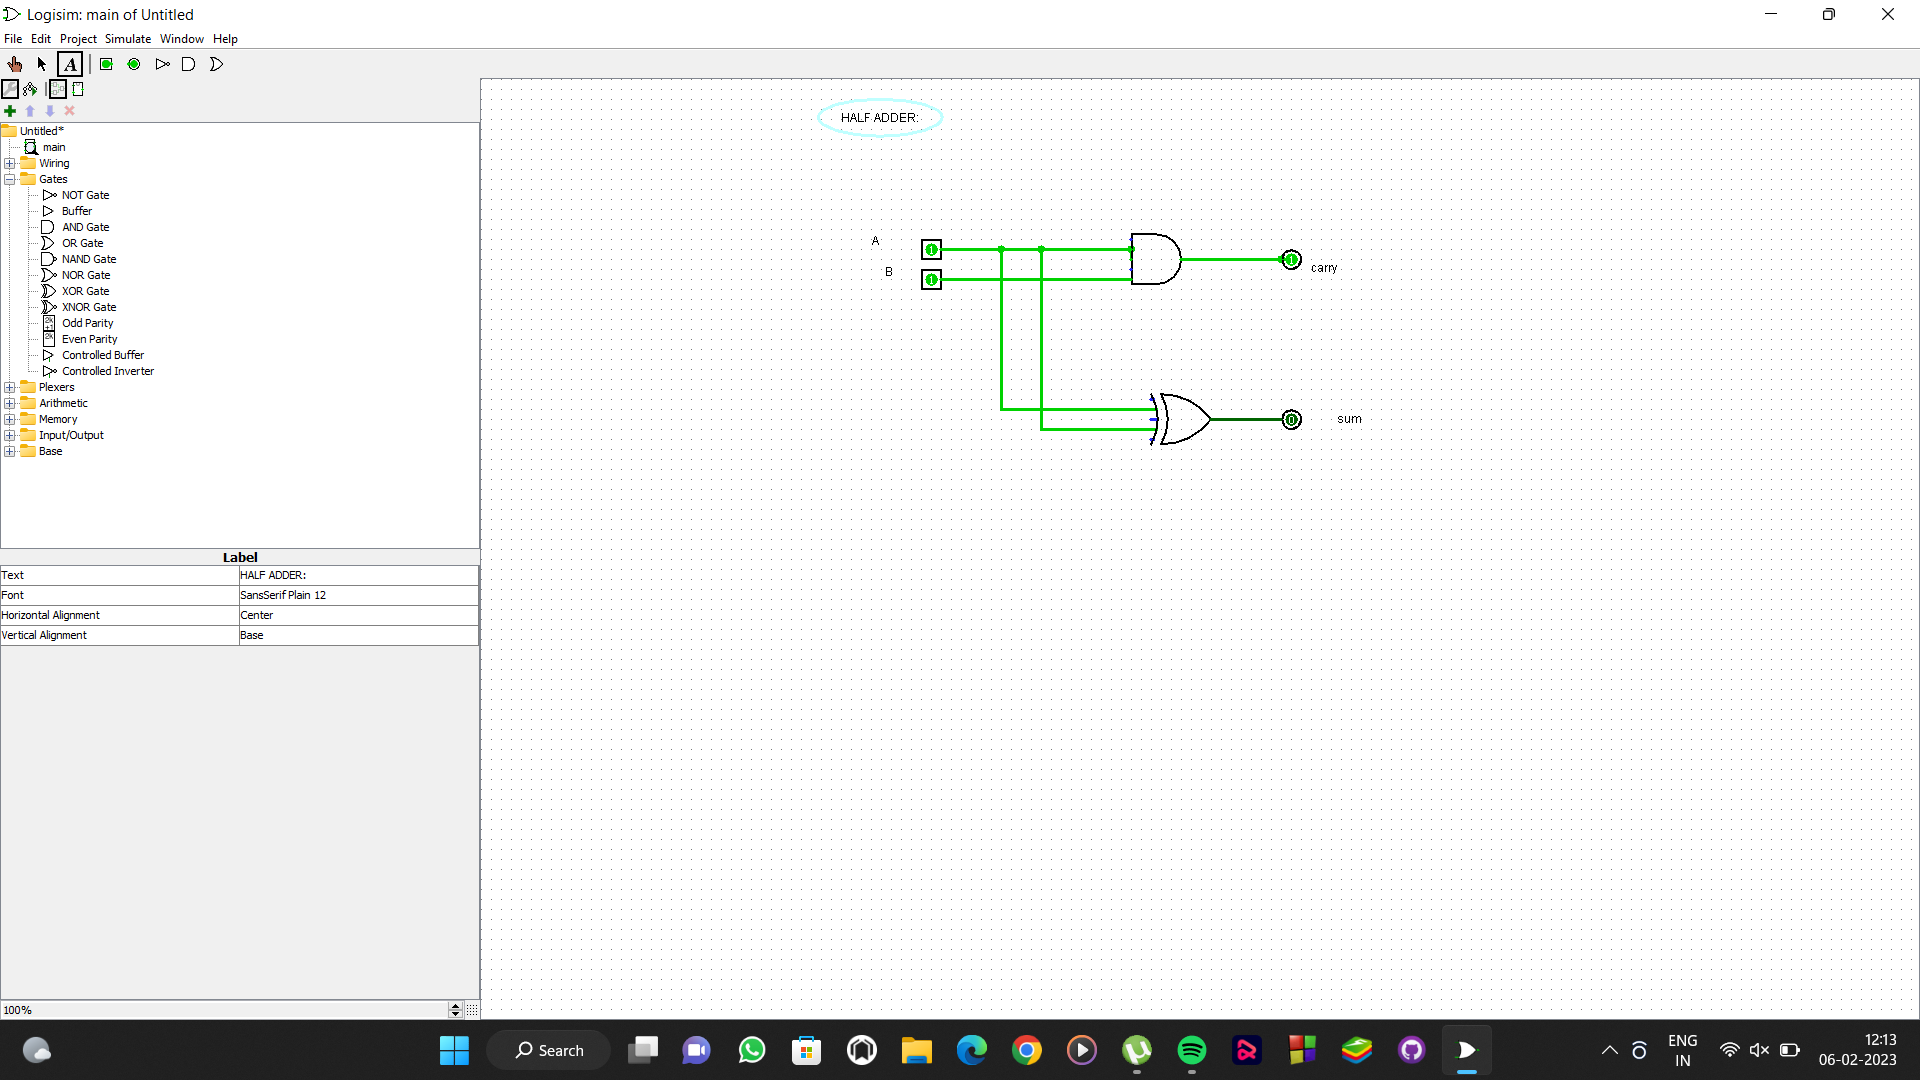 Logisim: main of Untitled
File Edit Project Simulate Window Help
A
Untitled*
main
Wiring
Gates
NOT Gate
Buffer
AND Gate
OR Gate
NAND Gate
NOR Gate
XOR Gate
XNOR Gate
Odd Parity
Even Parity
Controlled Buffer
Controlled Inverter
Plexers
Arithmetic
Memory
Input/Output
Base
Label
Text HALF ADDER:
Font SansSerif Plain 12
Horizontal Alignment Center
Vertical Alignment Base
100%
HALF ADDER:
A 1
B 1
1 carry
0 sum
Search
ENG
IN
12:13
06-02-2023